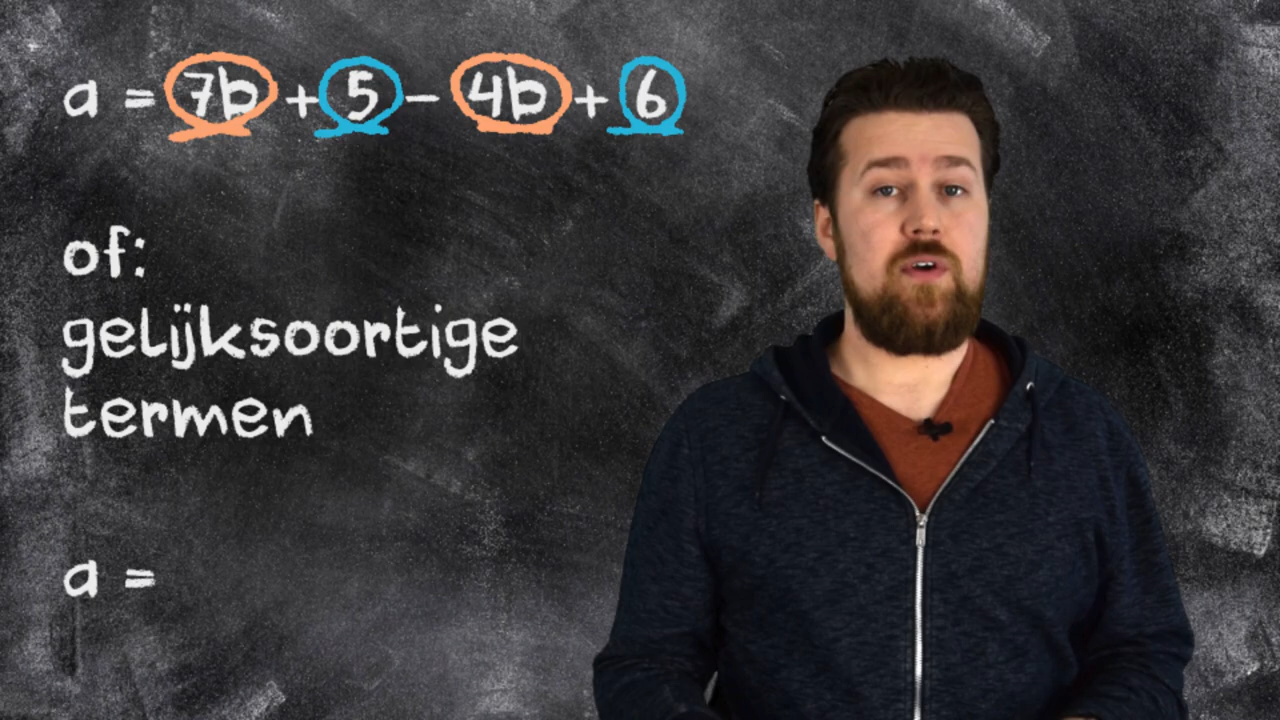 a = 7b + 5 - 4b + 6
of:
gelijksoortige
termen
a =